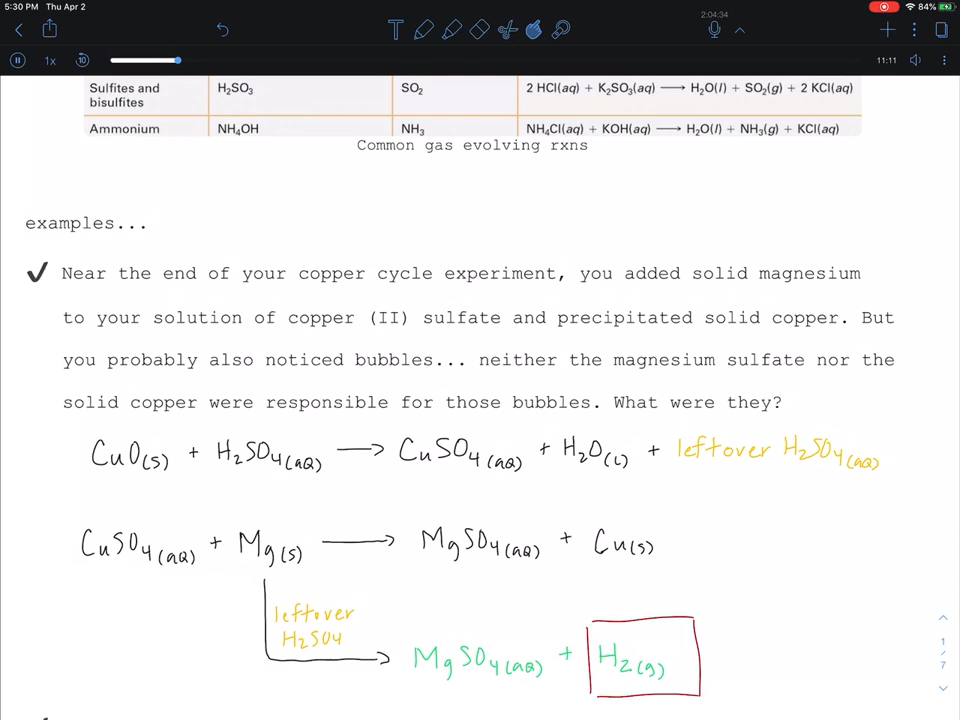 5:30 PM Thu Apr 2
84%
2:04:34
1x
10
11:11
Sulfites and bisulfites H₂SO₃ SO₂ 2 HCl(aq) + K₂SO₃(aq) ⟶ H₂O(l) + SO₂(g) + 2 KCl(aq)
Ammonium NH₄OH NH₃ NH₄Cl(aq) + KOH(aq) ⟶ H₂O(l) + NH₃(g) + KCl(aq)
Common gas evolving rxns
examples...
✓ Near the end of your copper cycle experiment, you added solid magnesium
to your solution of copper (II) sulfate and precipitated solid copper. But
you probably also noticed bubbles... neither the magnesium sulfate nor the
solid copper were responsible for those bubbles. What were they?
CuO(s) + H₂SO₄(aq) ⟶ CuSO₄(aq) + H₂O(l) + leftover H₂SO₄(aq)
CuSO₄(aq) + Mg(s) ⟶ MgSO₄(aq) + Cu(s)
leftover
H₂SO₄
MgSO₄(aq) + H₂(g)
1
/
7